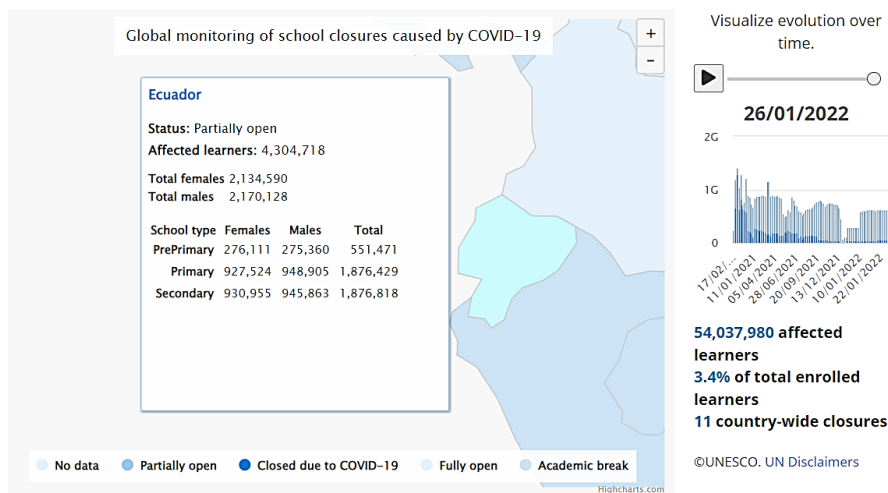 Global monitoring of school closures caused by COVID-19
+
-
Ecuador
Status: Partially open
Affected learners: 4,304,718
Total females 2,134,590
Total males 2,170,128
School type Females Males Total
PrePrimary 276,111 275,360 551,471
Primary 927,524 948,905 1,876,429
Secondary 930,955 945,863 1,876,818
No data Partially open Closed due to COVID-19 Fully open Academic break
Highcharts.com
Visualize evolution over
time.
26/01/2022
2G
1G
0
17/02/...
11/01/2021
05/04/2021
28/06/2021
20/09/2021
13/12/2021
10/01/2022
22/01/2022
54,037,980 affected
learners
3.4% of total enrolled
learners
11 country-wide closures
©UNESCO. UN Disclaimers